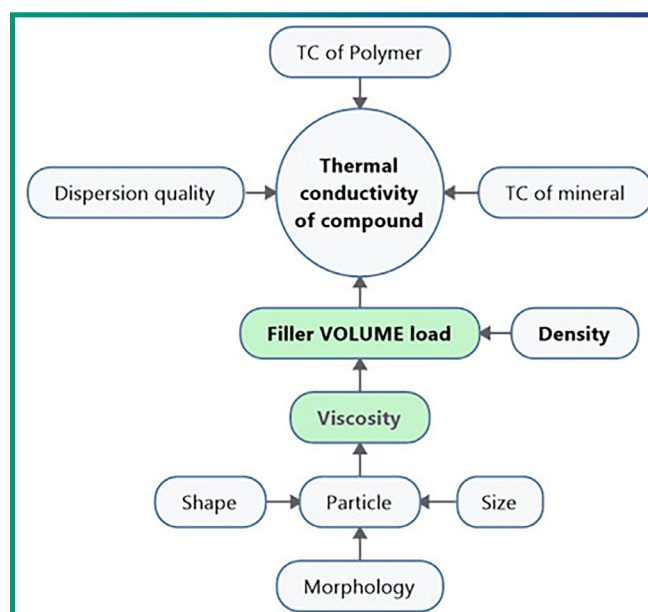 TC of Polymer
Thermal
conductivity
of compound
Dispersion quality
TC of mineral
Filler VOLUME load
Density
Viscosity
Shape
Particle
Size
Morphology